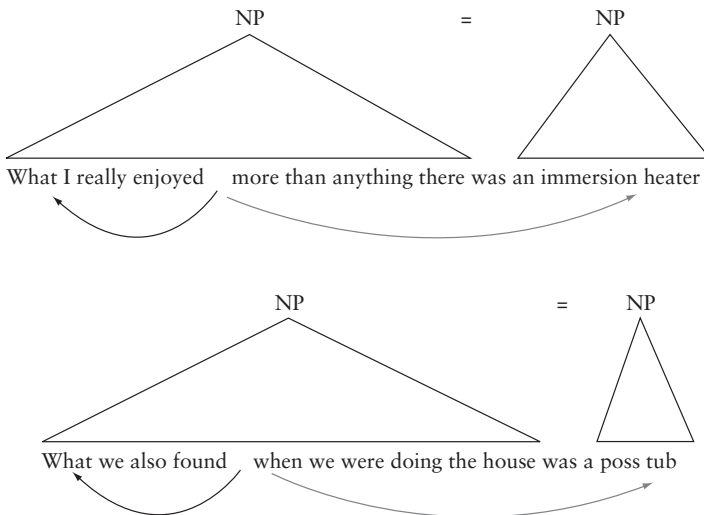 NP = NP
What I really enjoyed more than anything there was an immersion heater
NP = NP
What we also found when we were doing the house was a poss tub